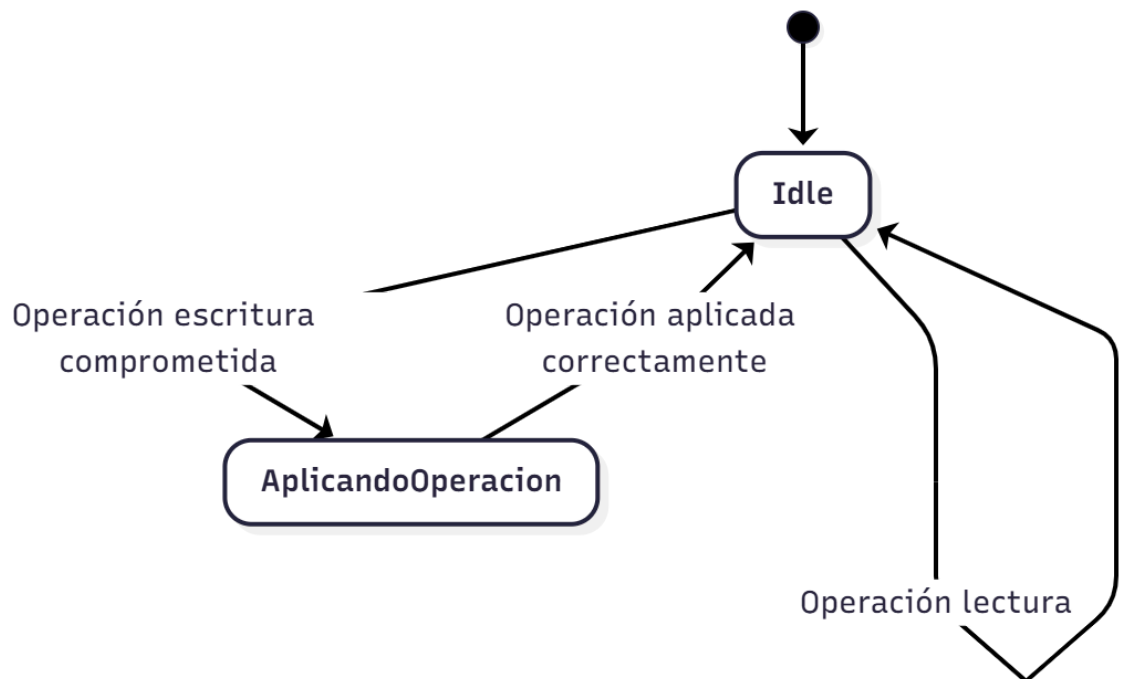 Idle
Operación escritura
comprometida
Operación aplicada
correctamente
AplicandoOperacion
Operación lectura